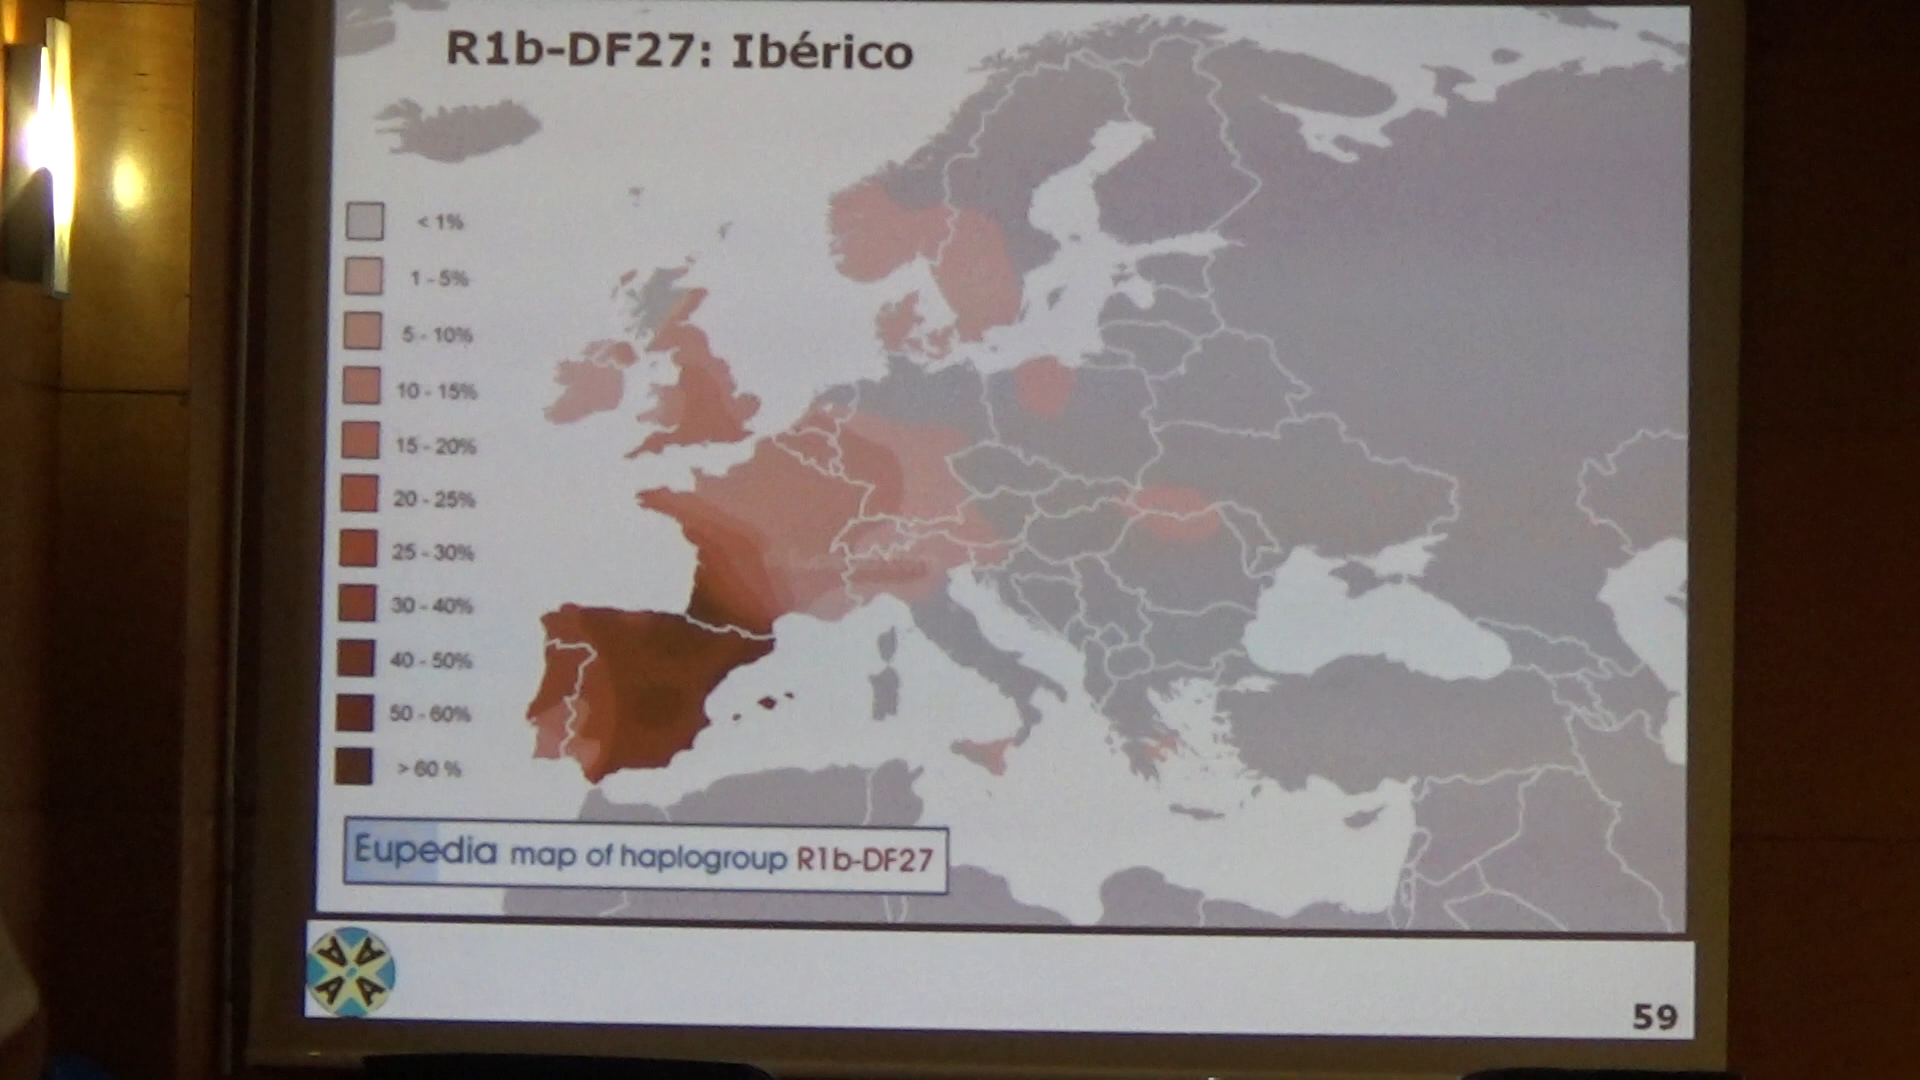 R1b-DF27: Ibérico
< 1%
1 - 5%
5 - 10%
10 - 15%
15 - 20%
20 - 25%
25 - 30%
30 - 40%
40 - 50%
50 - 60%
> 60 %
Eupedia map of haplogroup R1b-DF27
A A
A A
59